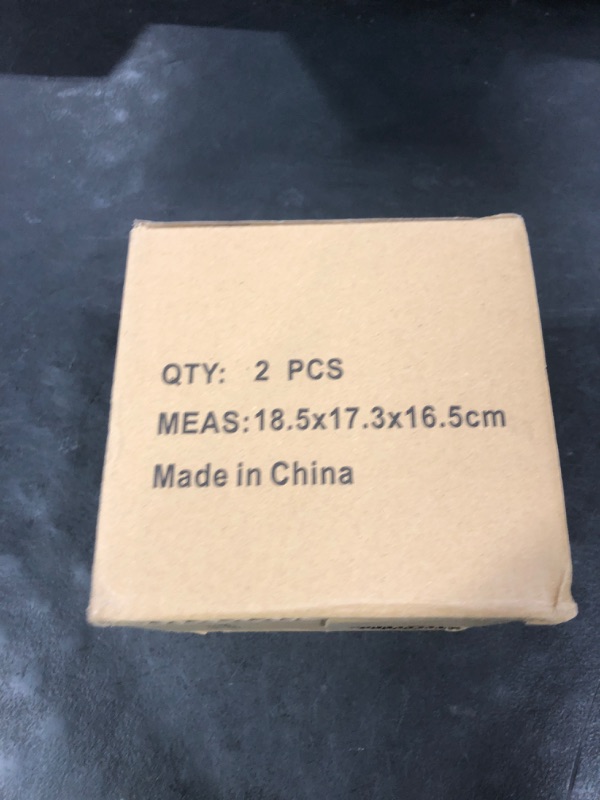 QTY: 2 PCS
MEAS:18.5x17.3x16.5cm
Made in China